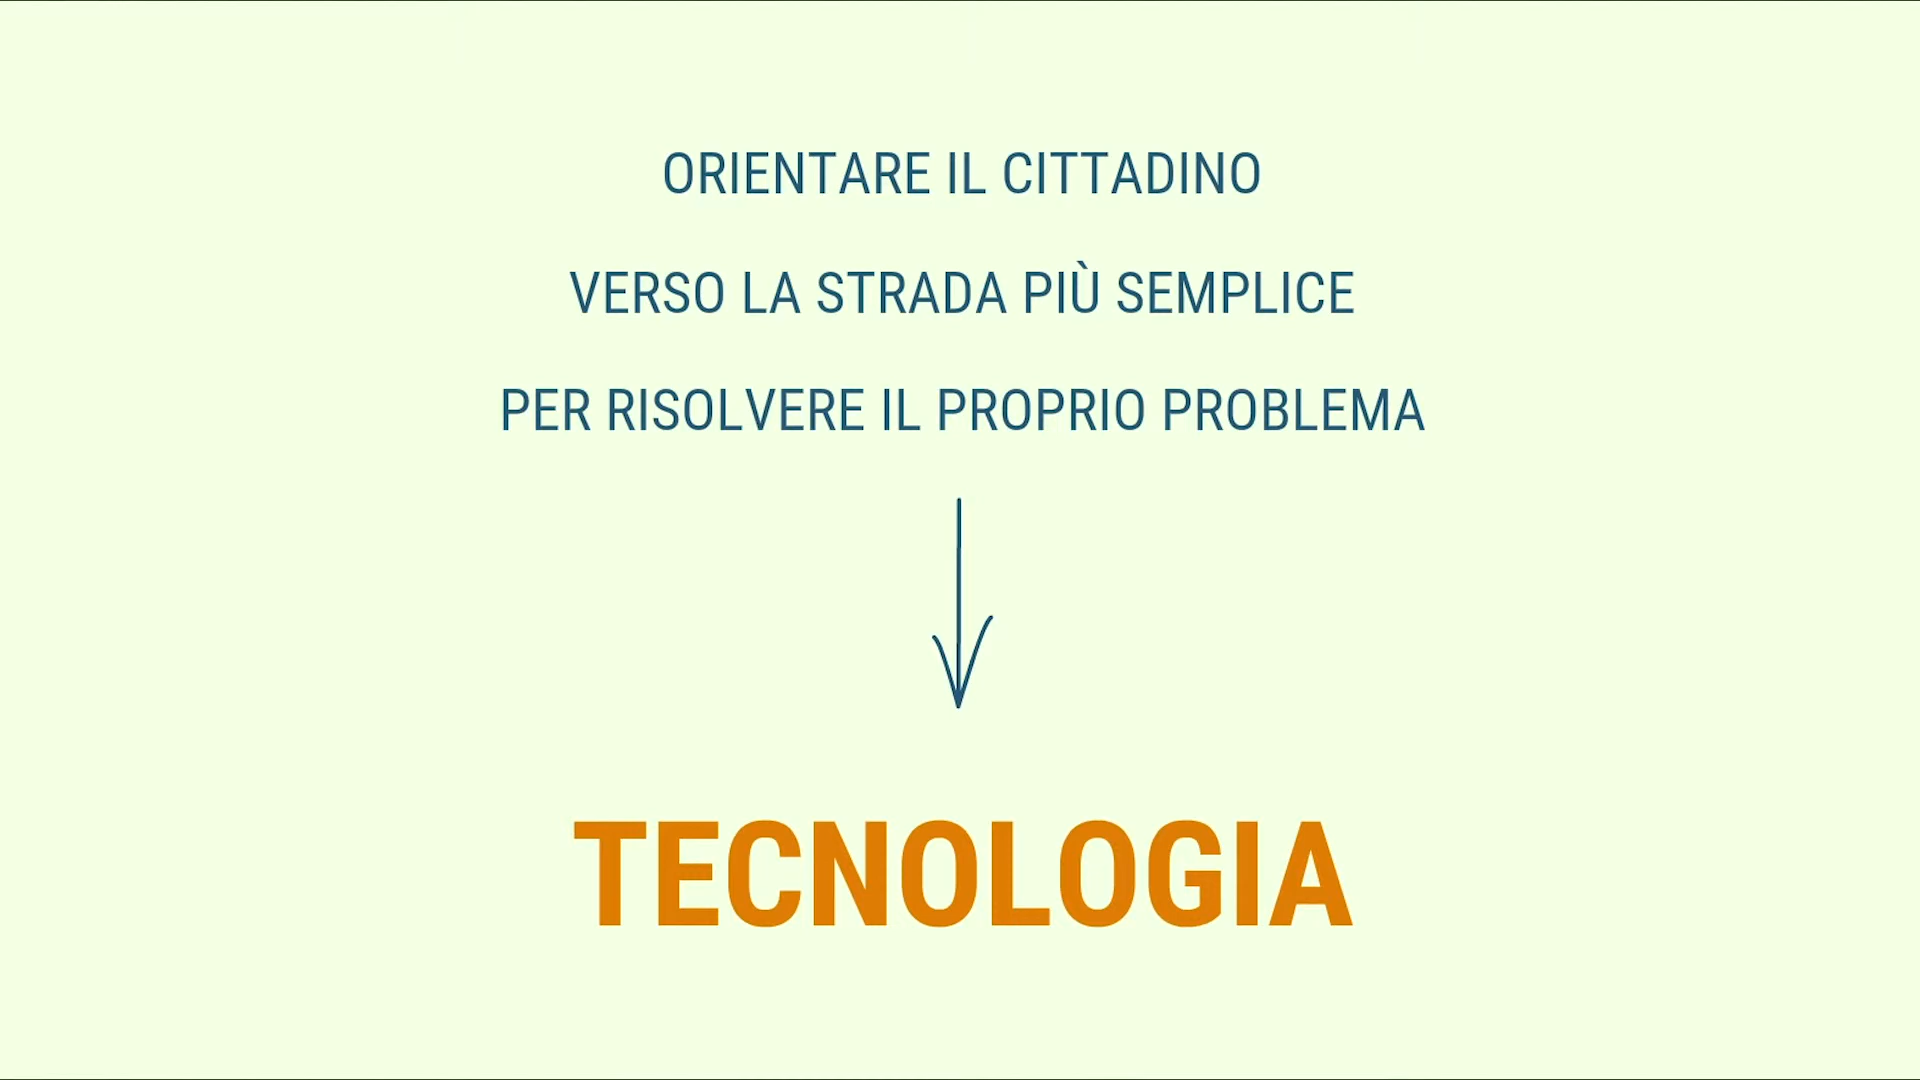 ORIENTARE IL CITTADINO
VERSO LA STRADA PIÙ SEMPLICE
PER RISOLVERE IL PROPRIO PROBLEMA
TECNOLOGIA